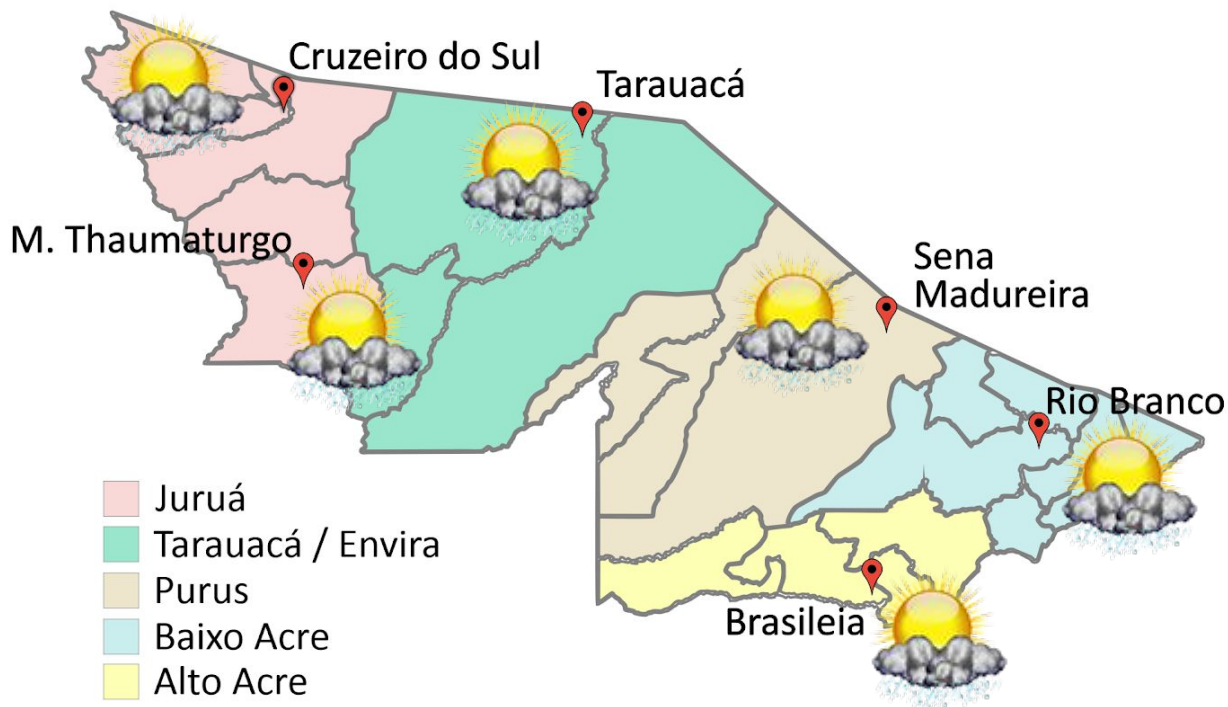 Cruzeiro do Sul
Tarauacá
M. Thaumaturgo
Sena
Madureira
Rio Branco
Brasileia
Juruá
Tarauacá / Envira
Purus
Baixo Acre
Alto Acre